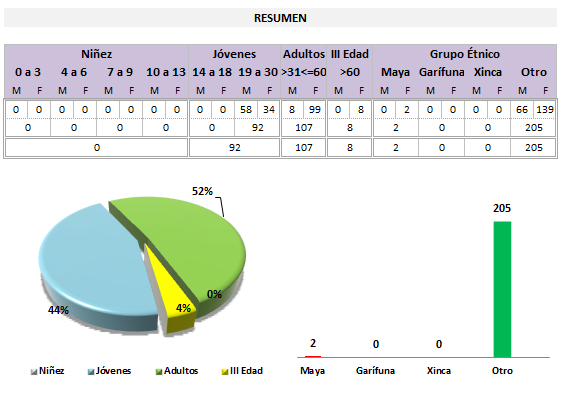 RESUMEN
Niñez Jóvenes Adultos III Edad Grupo Étnico
0 a 3 4 a 6 7 a 9 10 a 13 14 a 18 19 a 30 >31<=60 >60 Maya Garífuna Xinca Otro
M F M F M F M F M F M F M F M F M F M F M F M F
0 0 0 0 0 0 0 0 0 0 58 34 8 99 0 8 0 2 0 0 0 0 66 139
0 0 0 0 0 92 107 8 2 0 0 205
0 92 107 8 2 0 0 205
52%
0%
4%
44%
Niñez Jóvenes Adultos III Edad
205
2 0 0
Maya Garífuna Xinca Otro